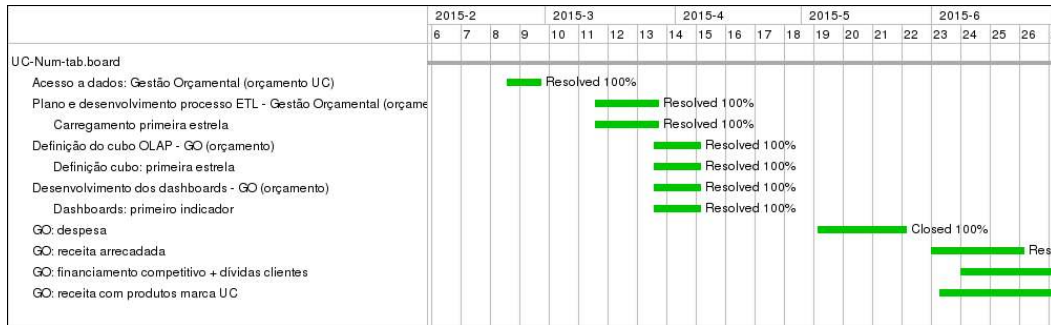 2015-2 2015-3 2015-4 2015-5 2015-6
6 7 8 9 10 11 12 13 14 15 16 17 18 19 20 21 22 23 24 25 26
UC-Num-tab.board
Acesso a dados: Gestão Orçamental (orçamento UC) Resolved 100%
Plano e desenvolvimento processo ETL - Gestão Orçamental (orçame Resolved 100%
Carregamento primeira estrela Resolved 100%
Definição do cubo OLAP - GO (orçamento) Resolved 100%
Definição cubo: primeira estrela Resolved 100%
Desenvolvimento dos dashboards - GO (orçamento) Resolved 100%
Dashboards: primeiro indicador Resolved 100%
GO: despesa Closed 100%
GO: receita arrecadada Res
GO: financiamento competitivo + dívidas clientes
GO: receita com produtos marca UC